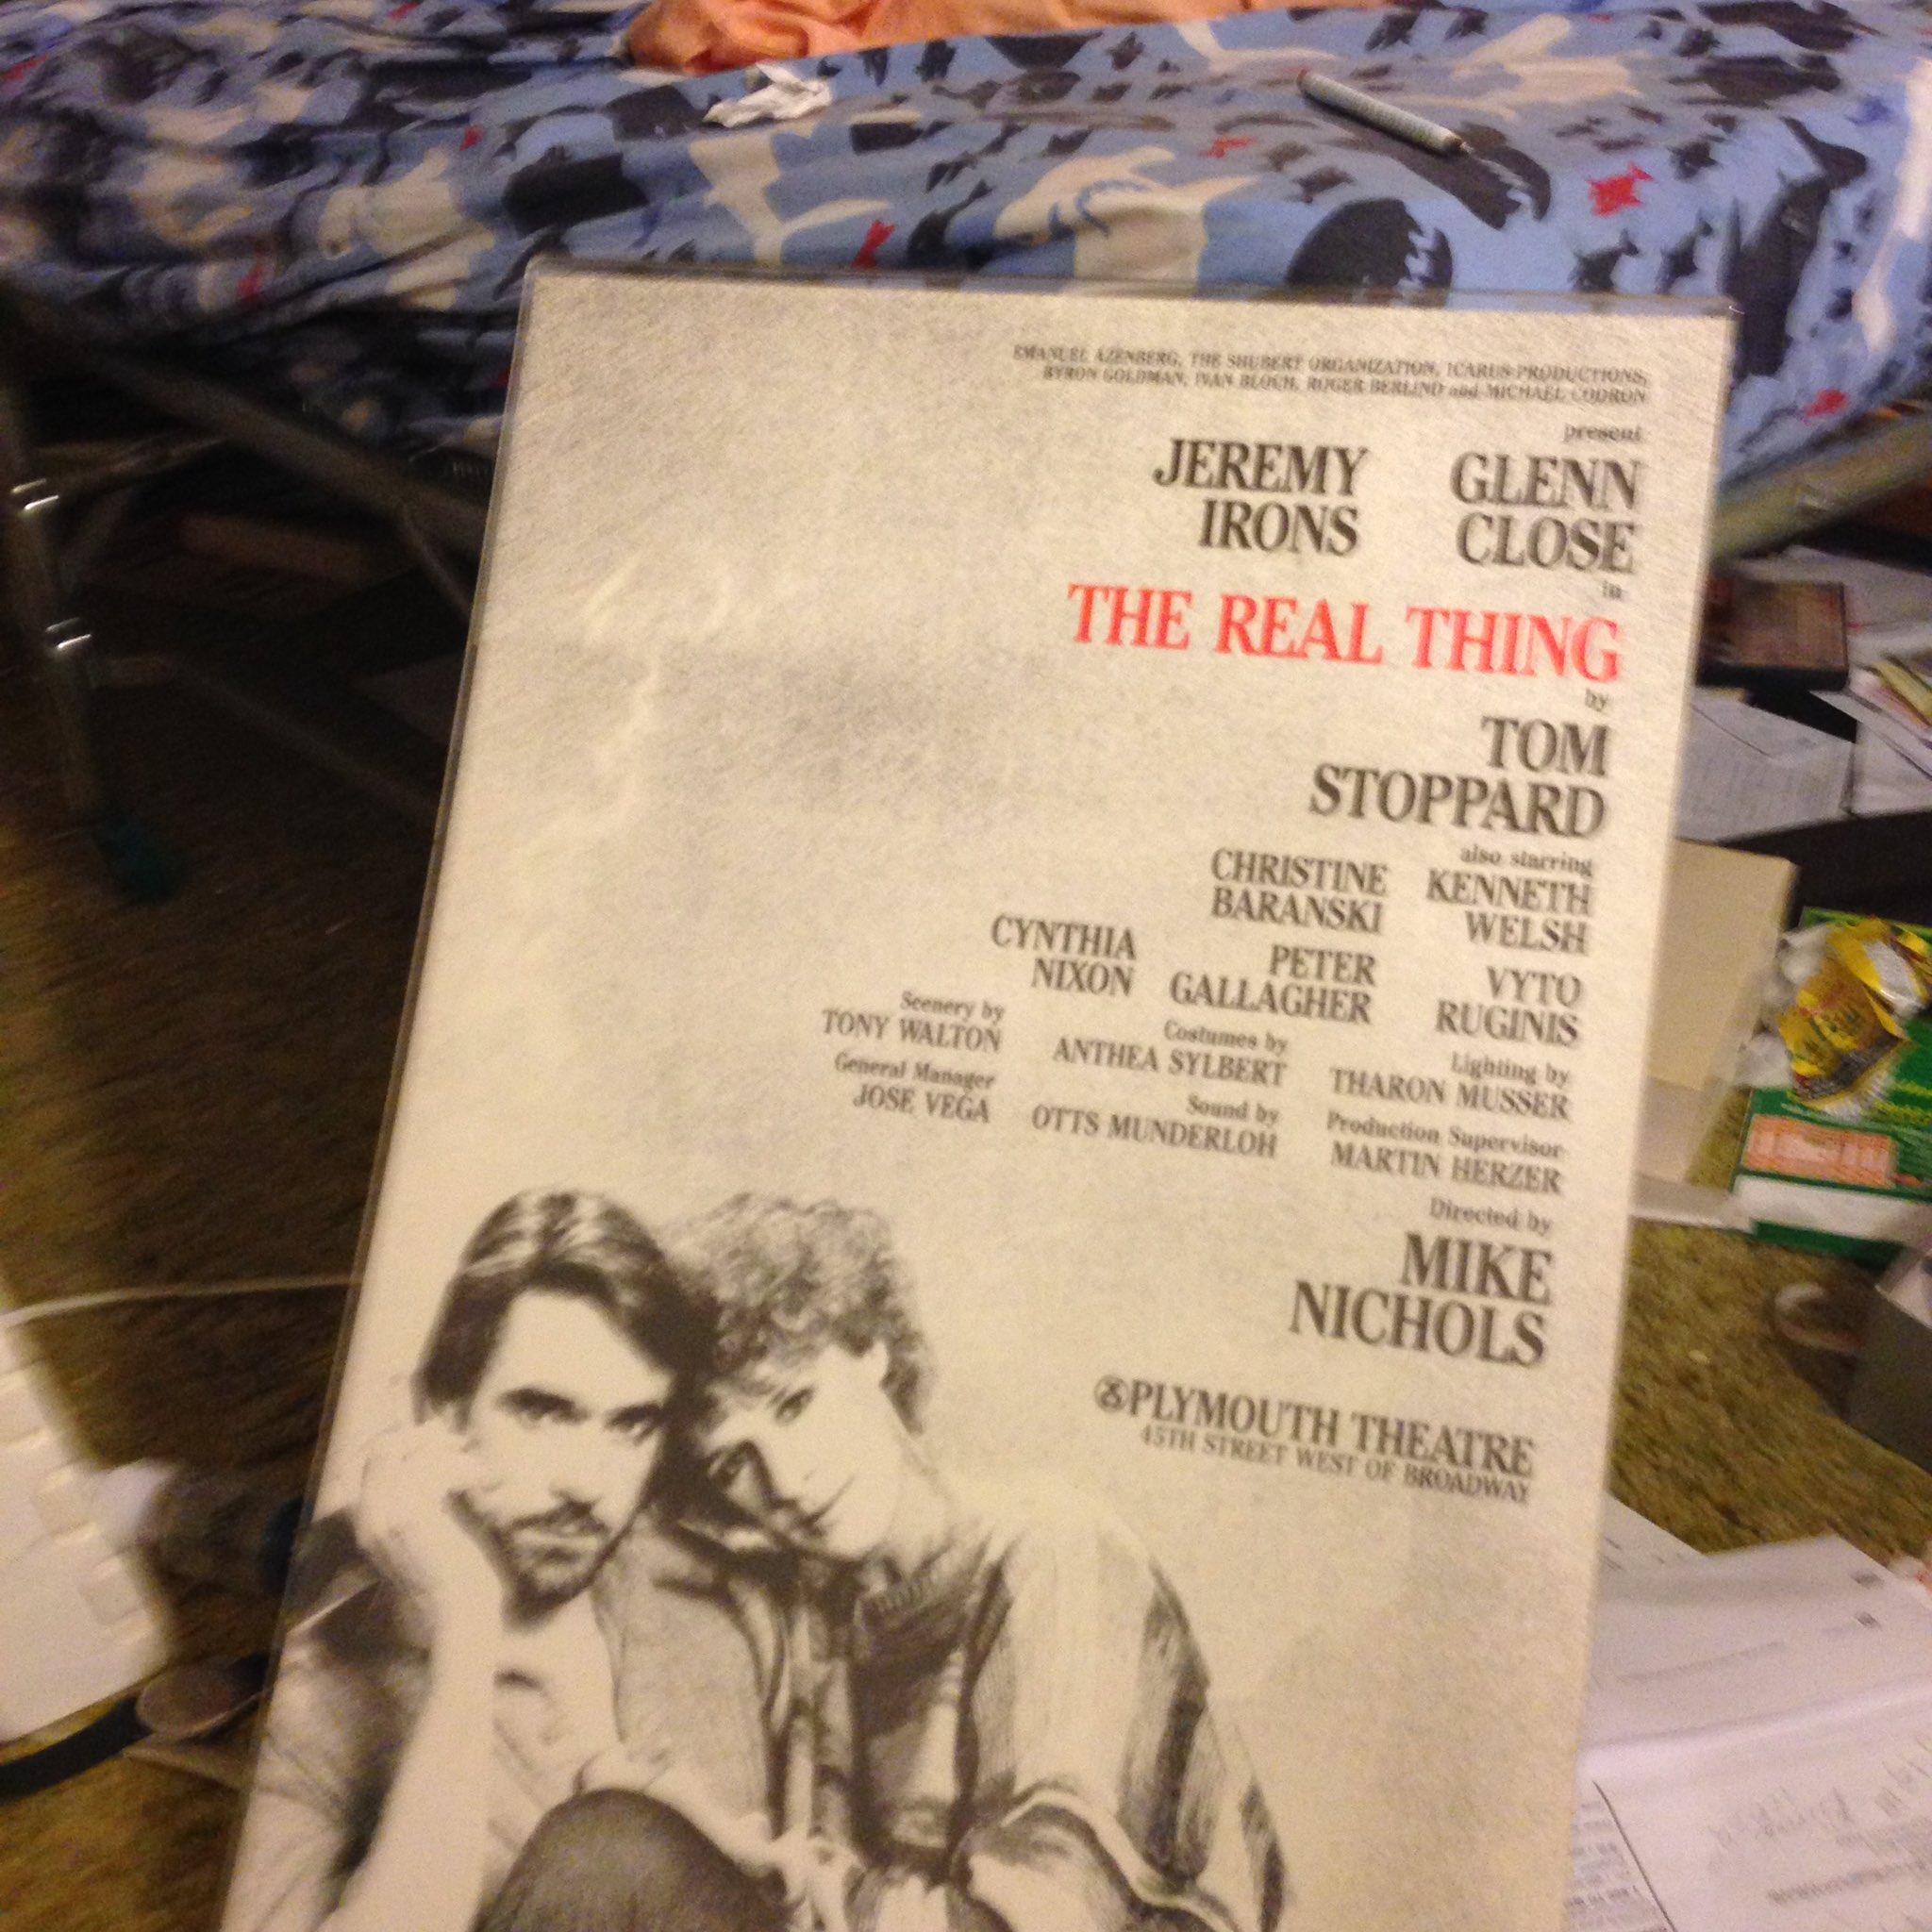 EMANUEL AZENBERG, THE SHUBERT ORGANIZATION, ICARUS PRODUCTIONS,
BYRON GOLDMAN, IVAN BLOCH, ROGER BERLIND and MICHAEL CODRON
present
JEREMY IRONS
GLENN CLOSE
in
THE REAL THING
by
TOM
STOPPARD
also starring
CHRISTINE BARANSKI
KENNETH WELSH
CYNTHIA NIXON
PETER GALLAGHER
VYTO RUGINIS
Scenery by
TONY WALTON
Costumes by
ANTHEA SYLBERT
Lighting by
THARON MUSSER
General Manager
JOSE VEGA
Sound by
OTTS MUNDERLOH
Production Supervisor
MARTIN HERZER
Directed by
MIKE
NICHOLS
PLYMOUTH THEATRE
45TH STREET WEST OF BROADWAY